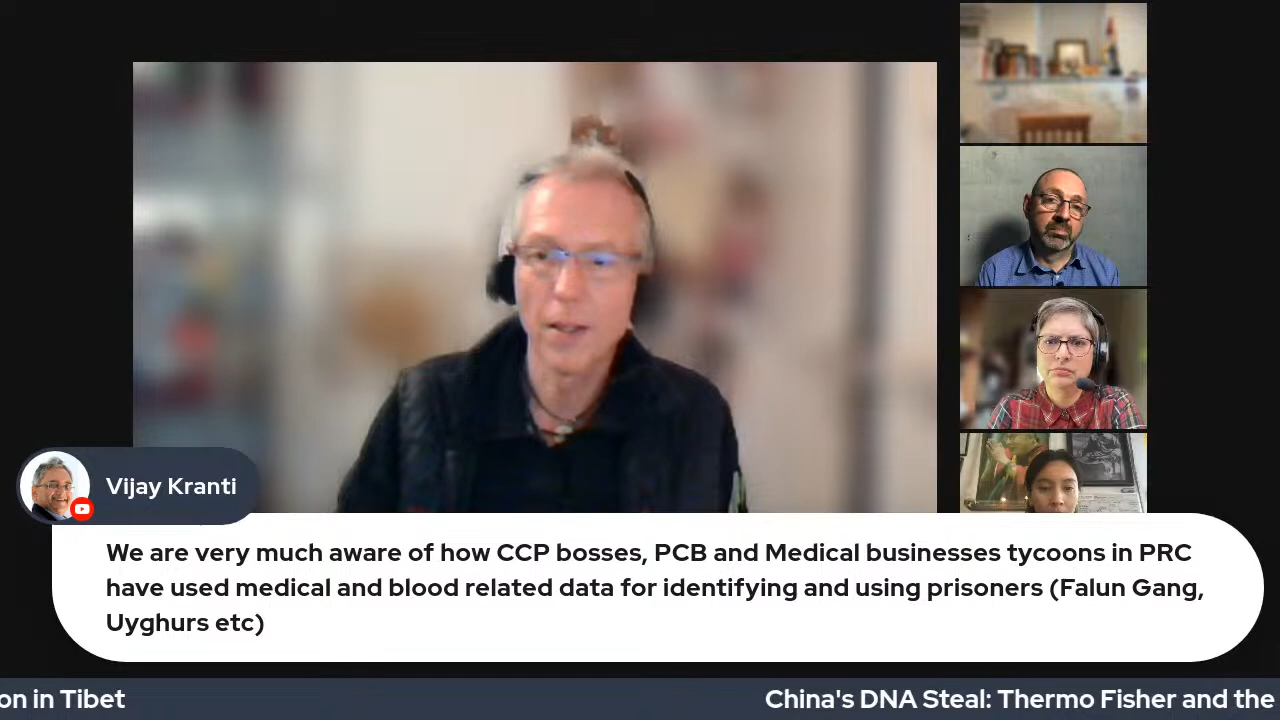 Vijay Kranti
We are very much aware of how CCP bosses, PCB and Medical businesses tycoons in PRC
have used medical and blood related data for identifying and using prisoners (Falun Gang,
Uyghurs etc)
on in Tibet
China's DNA Steal: Thermo Fisher and the